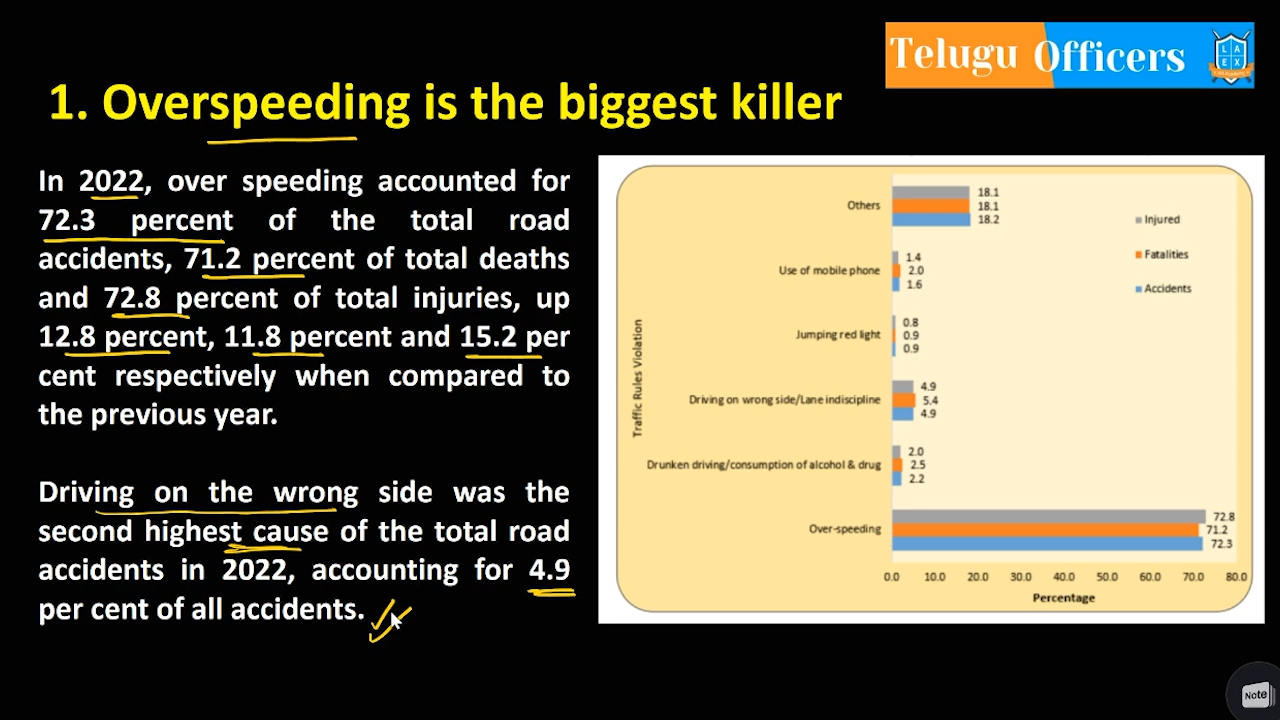 Telugu Officers
L A
E X
1. Overspeeding is the biggest killer
In 2022, over speeding accounted for
72.3 percent of the total road
accidents, 71.2 percent of total deaths
and 72.8 percent of total injuries, up
12.8 percent, 11.8 percent and 15.2 per
cent respectively when compared to
the previous year.
Driving on the wrong side was the
second highest cause of the total road
accidents in 2022, accounting for 4.9
per cent of all accidents.
Traffic Rules Violation
Others
18.1
18.1
18.2
Use of mobile phone
1.4
2.0
1.6
Jumping red light
0.8
0.9
0.9
Driving on wrong side/Lane indiscipline
4.9
5.4
4.9
Drunken driving/consumption of alcohol & drug
2.0
2.5
2.2
Over-speeding
72.8
71.2
72.3
Injured
Fatalities
Accidents
0.0 10.0 20.0 30.0 40.0 50.0 60.0 70.0 80.0
Percentage
Note